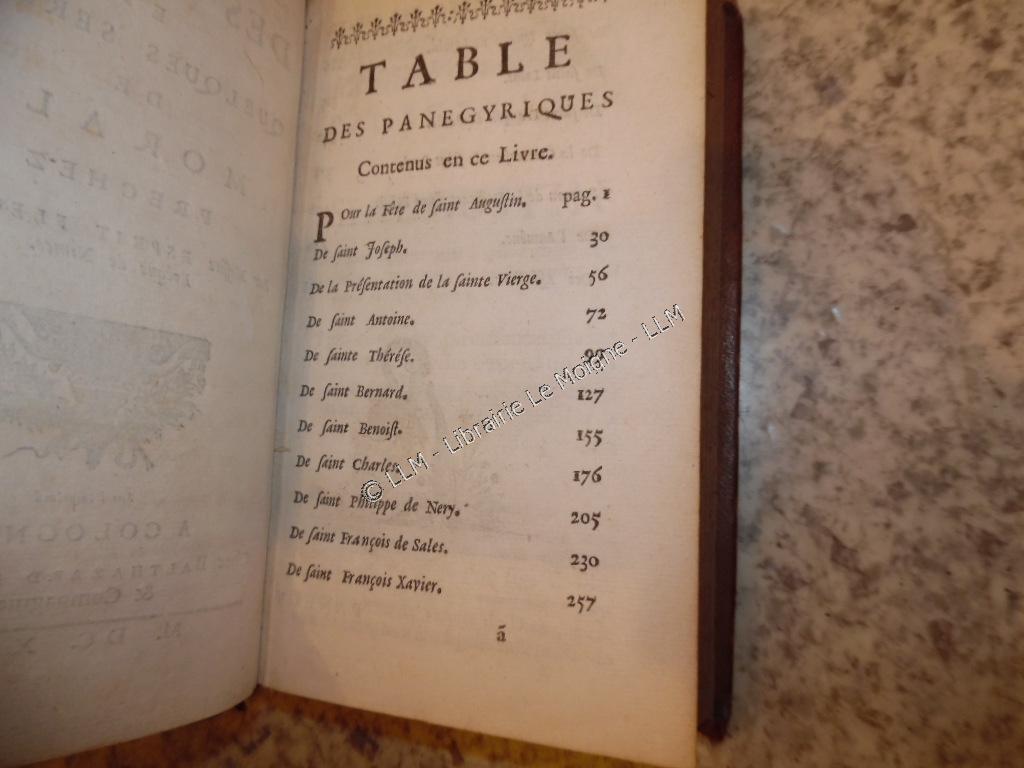 TABLE
DES PANEGYRIQUES
Contenus en ce Livre.
POur la Fête de ſaint Auguſtin. pag. 1
De ſaint Joſeph. 30
De la Préſentation de la ſainte Vierge. 56
De ſaint Antoine. 72
De ſainte Théréſe.
De ſaint Bernard. 127
De ſaint Benoiſt. 155
De ſaint Charles. 176
De ſaint Philippe de Nery. 205
De ſaint François de Sales. 230
De ſaint François Xavier. 257
ã
© LLM - Librairie Le Moigne - LLM